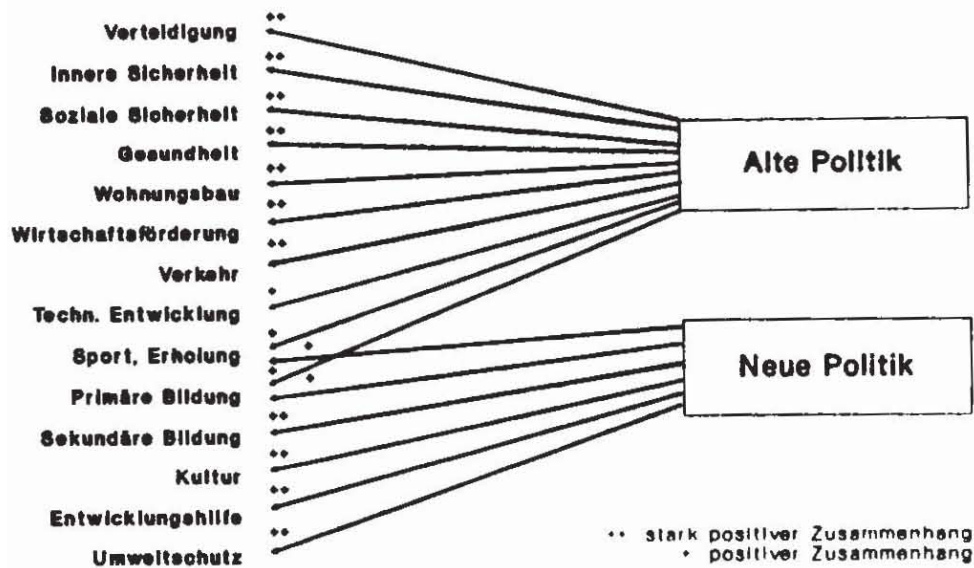 Verteidigung
Innere Sicherheit
Soziale Sicherheit
Gesundheit
Wohnungsbau
Wirtschaftsförderung
Verkehr
Techn. Entwicklung
Sport, Erholung
Primäre Bildung
Sekundäre Bildung
Kultur
Entwicklungshilfe
Umweltschutz
++
++
++
++
++
++
++
+
+
+
+
+
++
++
++
++
Alte Politik
Neue Politik
++ stark positiver Zusammenhang
+ positiver Zusammenhang